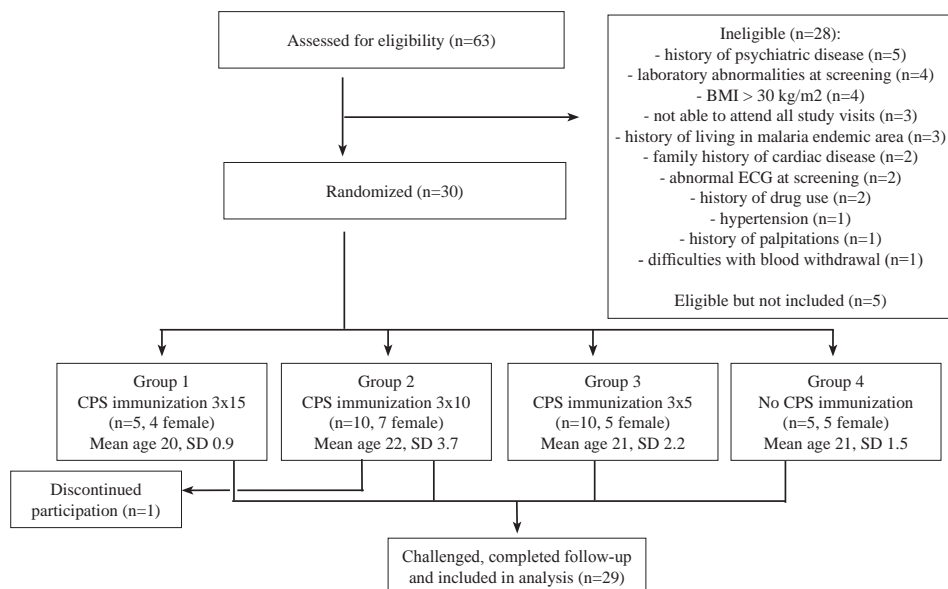 Assessed for eligibility (n=63)
Ineligible (n=28):
- history of psychiatric disease (n=5)
- laboratory abnormalities at screening (n=4)
- BMI > 30 kg/m2 (n=4)
- not able to attend all study visits (n=3)
- history of living in malaria endemic area (n=3)
- family history of cardiac disease (n=2)
- abnormal ECG at screening (n=2)
- history of drug use (n=2)
- hypertension (n=1)
- history of palpitations (n=1)
- difficulties with blood withdrawal (n=1)
Eligible but not included (n=5)
Randomized (n=30)
Group 1
CPS immunization 3x15
(n=5, 4 female)
Mean age 20, SD 0.9
Group 2
CPS immunization 3x10
(n=10, 7 female)
Mean age 22, SD 3.7
Group 3
CPS immunization 3x5
(n=10, 5 female)
Mean age 21, SD 2.2
Group 4
No CPS immunization
(n=5, 5 female)
Mean age 21, SD 1.5
Discontinued
participation (n=1)
Challenged, completed follow-up
and included in analysis (n=29)